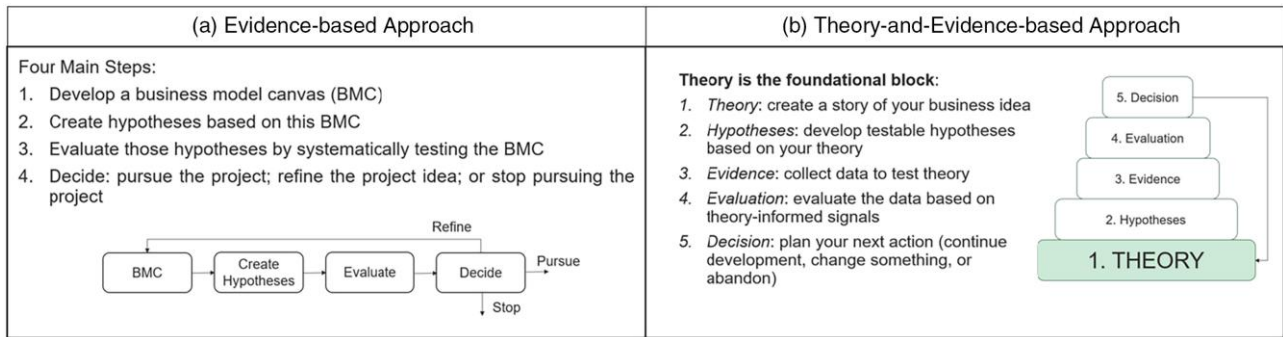 (a) Evidence-based Approach
Four Main Steps:
1. Develop a business model canvas (BMC)
2. Create hypotheses based on this BMC
3. Evaluate those hypotheses by systematically testing the BMC
4. Decide: pursue the project; refine the project idea; or stop pursuing the
project
Refine
BMC
Create
Hypotheses
Evaluate
Decide
Pursue
Stop
(b) Theory-and-Evidence-based Approach
Theory is the foundational block:
1. Theory: create a story of your business idea
2. Hypotheses: develop testable hypotheses
based on your theory
3. Evidence: collect data to test theory
4. Evaluation: evaluate the data based on
theory-informed signals
5. Decision: plan your next action (continue
development, change something, or
abandon)
5. Decision
4. Evaluation
3. Evidence
2. Hypotheses
1. THEORY